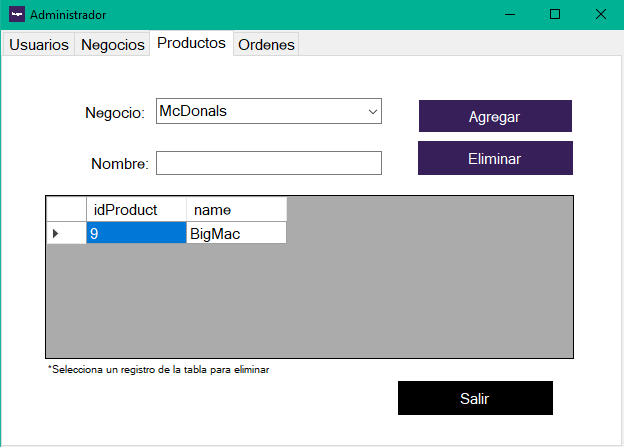 Administrador
Usuarios Negocios Productos Ordenes
Negocio: McDonals Agregar
Nombre: Eliminar
idProduct name
9 BigMac
*Selecciona un registro de la tabla para eliminar
Salir